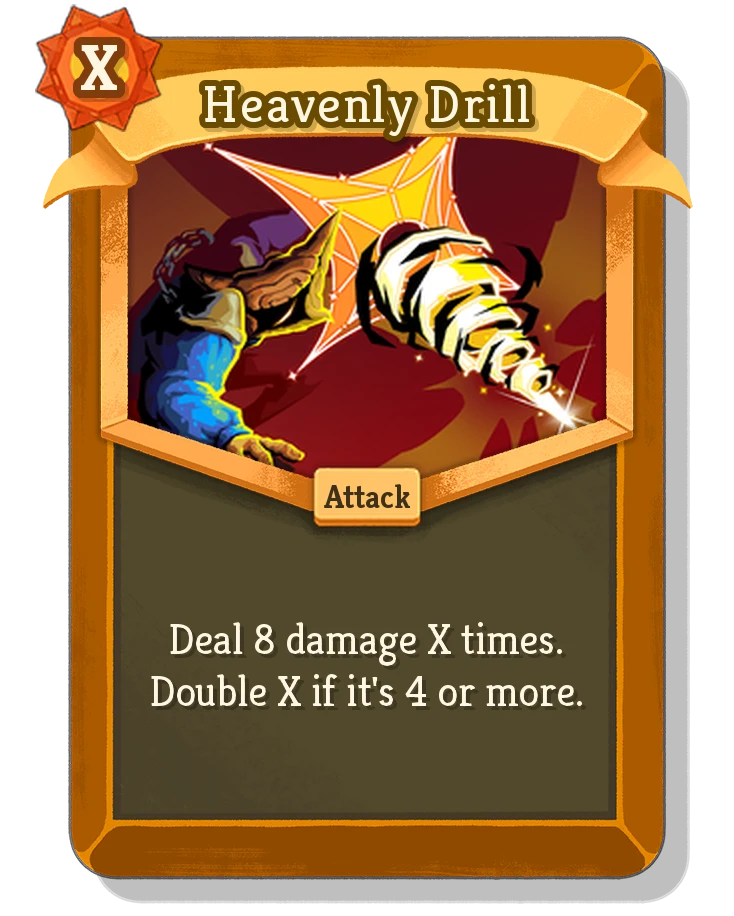 X
Heavenly Drill
Attack
Deal 8 damage X times.
Double X if it's 4 or more.